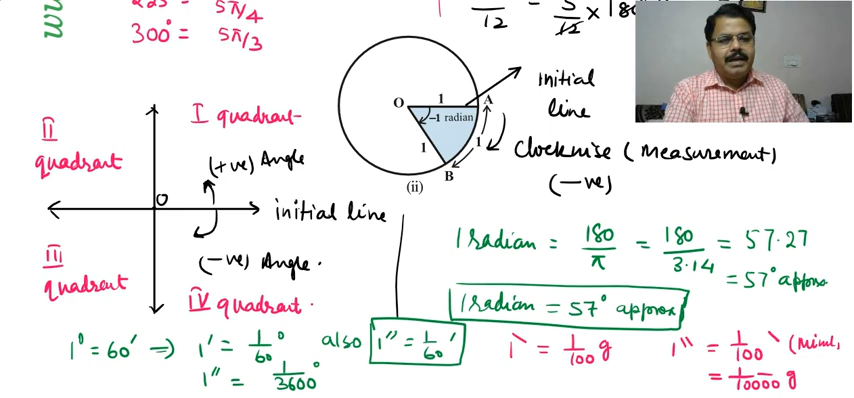 225° = 5π/4
300° = 5π/3
/12 = 5/12 × 180
I quadrant
II quadrant
(+ve) Angle
O
initial line
(-ve) Angle.
III quadrant
IV quadrant.
O 1 A
-1 radian
1
1
B
(ii)
initial line
Clockwise (measurement)
(-ve)
1 radian = 180/π = 180/3.14 = 57.27
= 57° approx
1 radian = 57° approx
1° = 60′ ⇒ 1′ = 1/60° also 1″ = 1/60′
1″ = 1/3600°
1‵ = 1/100 g
1‶ = 1/100‵
= 1/10000 g